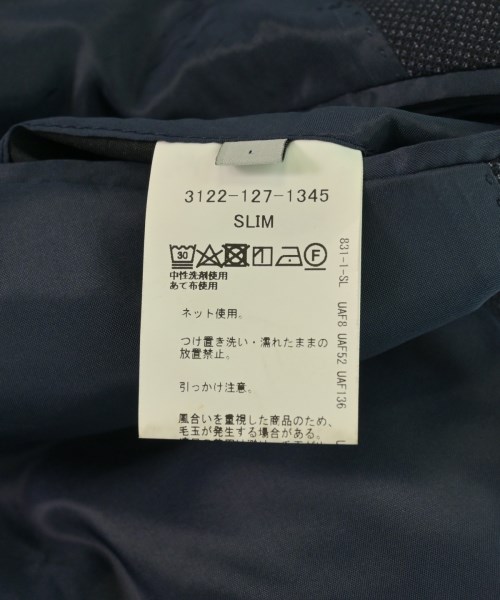 3122-127-1345
SLIM
30
中性洗剤使用
あて布使用
ネット使用。
つけ置き洗い・濡れたままの
放置禁止。
引っかけ注意。
風合いを重視した商品のため、
毛玉が発生する場合がある。
831-1-SL UAF8 UAF52 UAF136